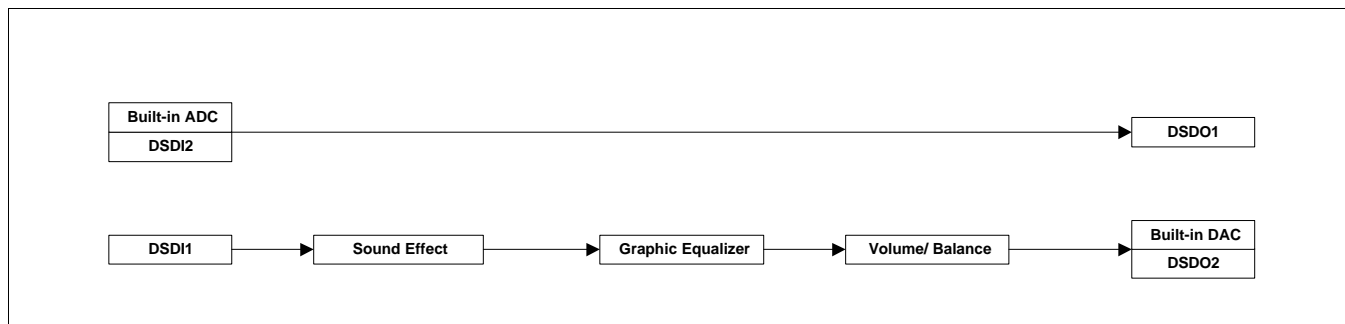 Built-in ADC
DSDI2
DSDO1
DSDI1
Sound Effect
Graphic Equalizer
Volume/ Balance
Built-in DAC
DSDO2